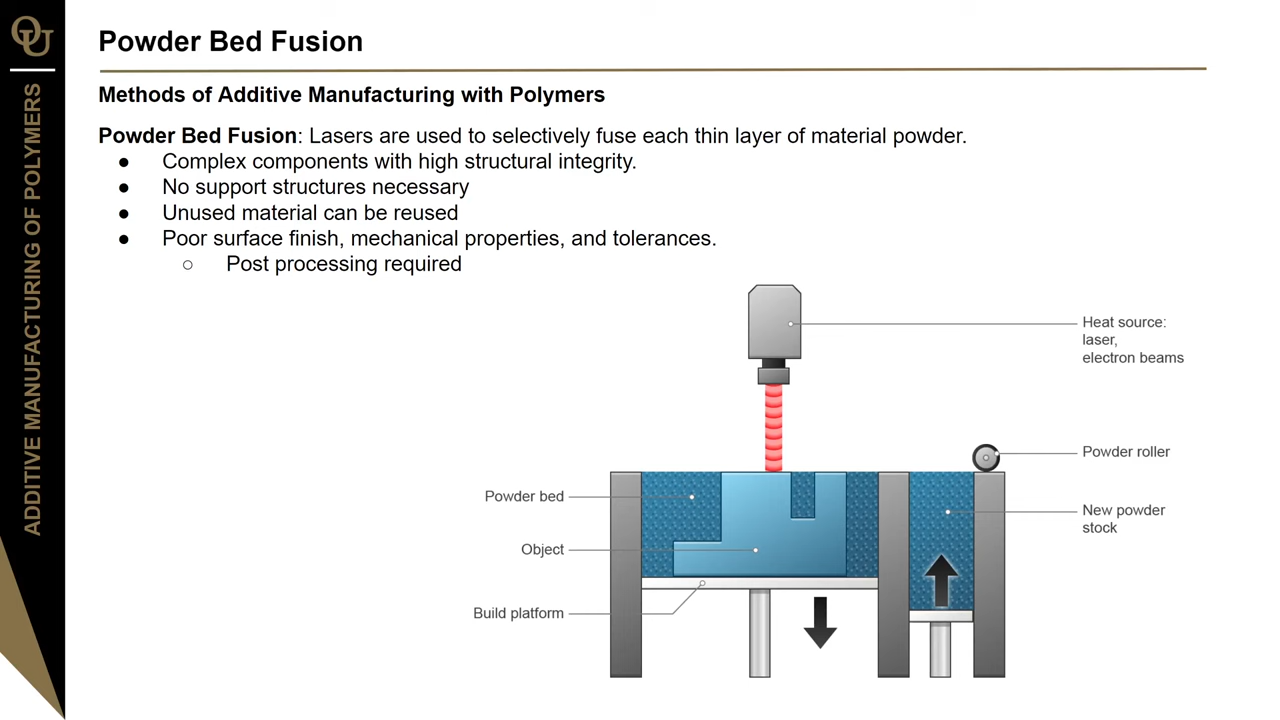 OU
ADDITIVE MANUFACTURING OF POLYMERS
Powder Bed Fusion
Methods of Additive Manufacturing with Polymers
Powder Bed Fusion: Lasers are used to selectively fuse each thin layer of material powder.
● Complex components with high structural integrity.
● No support structures necessary
● Unused material can be reused
● Poor surface finish, mechanical properties, and tolerances.
○ Post processing required
Heat source:
laser,
electron beams
Powder roller
Powder bed
New powder
stock
Object
Build platform